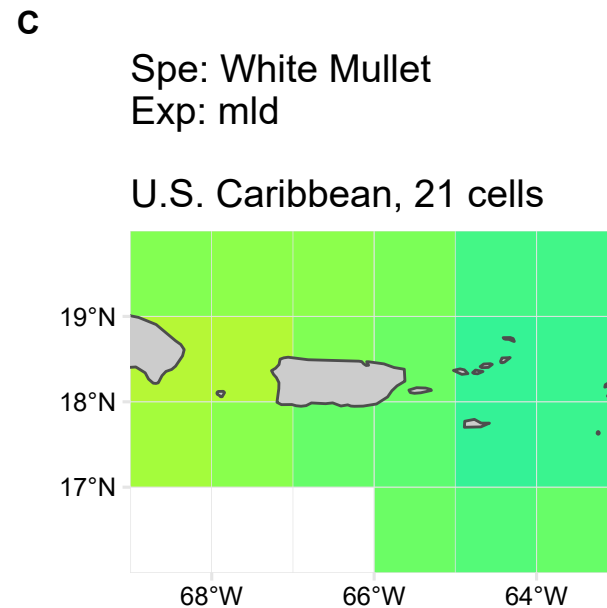 C
Spe: White Mullet
Exp: mld
U.S. Caribbean, 21 cells
19°N
18°N
17°N
68°W 66°W 64°W